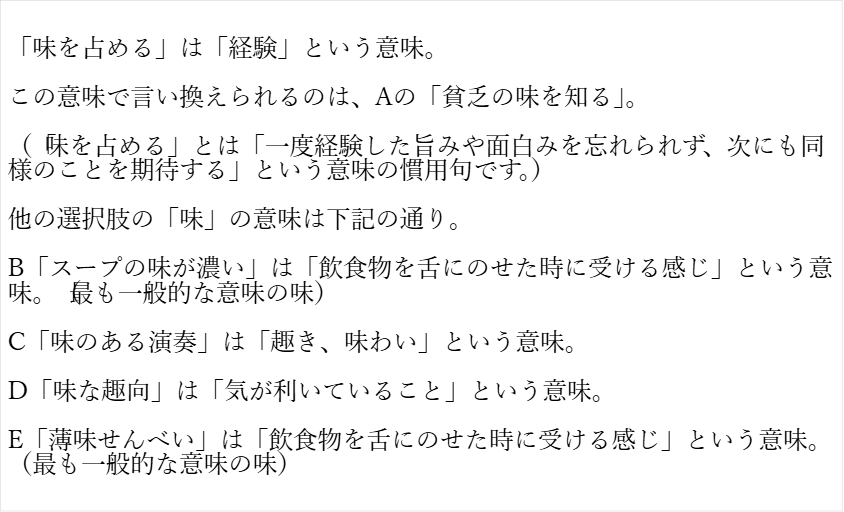 「味を占める」は「経験」という意味。
この意味で言い換えられるのは、Aの「貧乏の味を知る」。
（「味を占める」とは「一度経験した旨みや面白みを忘れられず、次にも同
様のことを期待する」という意味の慣用句です。）
他の選択肢の「味」の意味は下記の通り。
B「スープの味が濃い」は「飲食物を舌にのせた時に受ける感じ」という意
味。（最も一般的な意味の味）
C「味のある演奏」は「趣き、味わい」という意味。
D「味な趣向」は「気が利いていること」という意味。
E「薄味せんべい」は「飲食物を舌にのせた時に受ける感じ」という意味。
（最も一般的な意味の味）